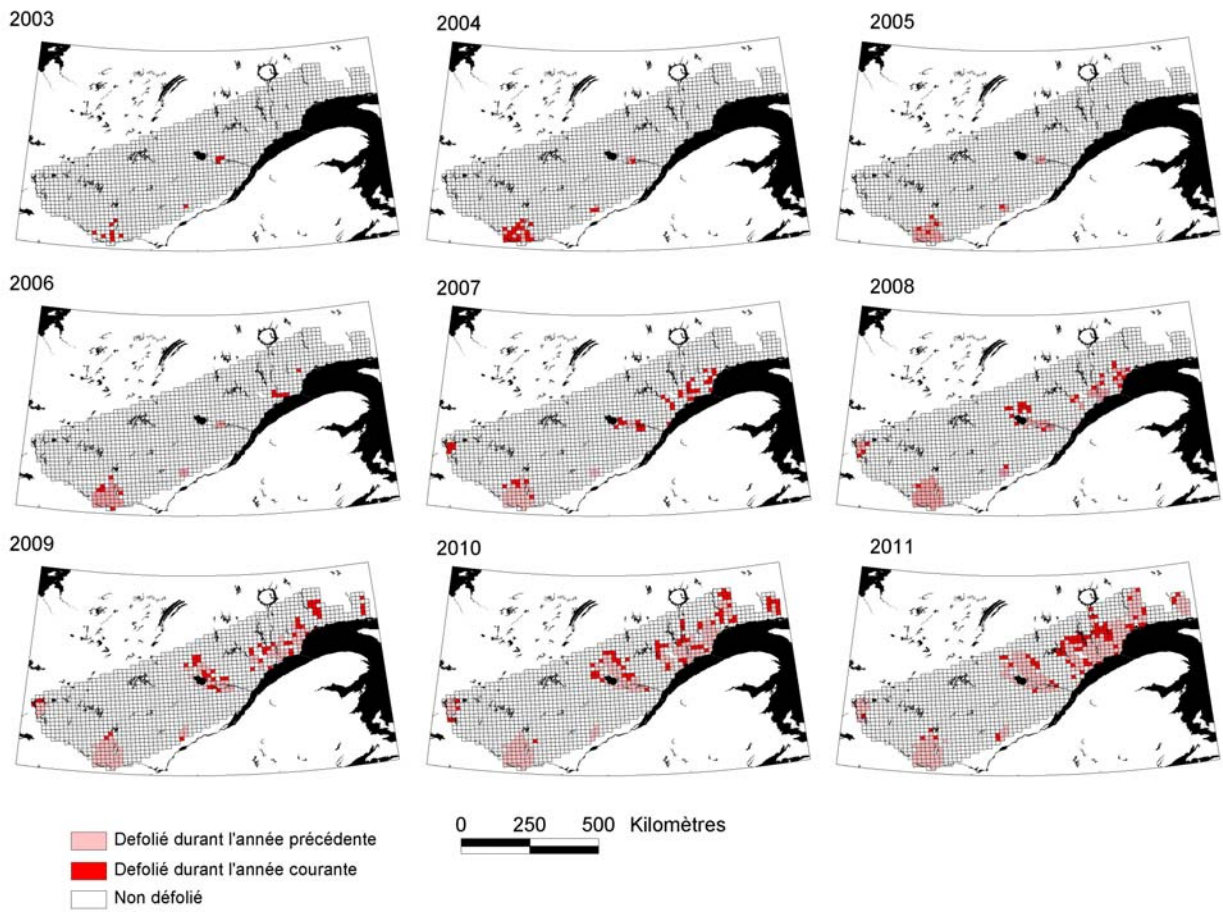 2003
2004
2005
2006
2007
2008
2009
2010
2011
Defolié durant l'année précédente
Defolié durant l'année courante
Non défolié
0 250 500 Kilomètres